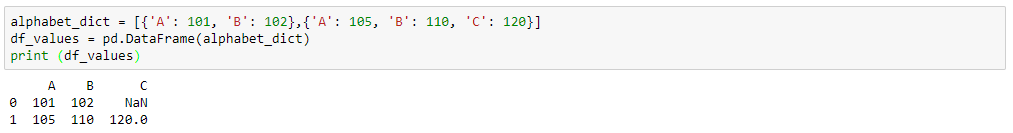 alphabet_dict = [{'A': 101, 'B': 102},{'A': 105, 'B': 110, 'C': 120}]
df_values = pd.DataFrame(alphabet_dict)
print (df_values)
     A    B      C
0  101  102    NaN
1  105  110  120.0